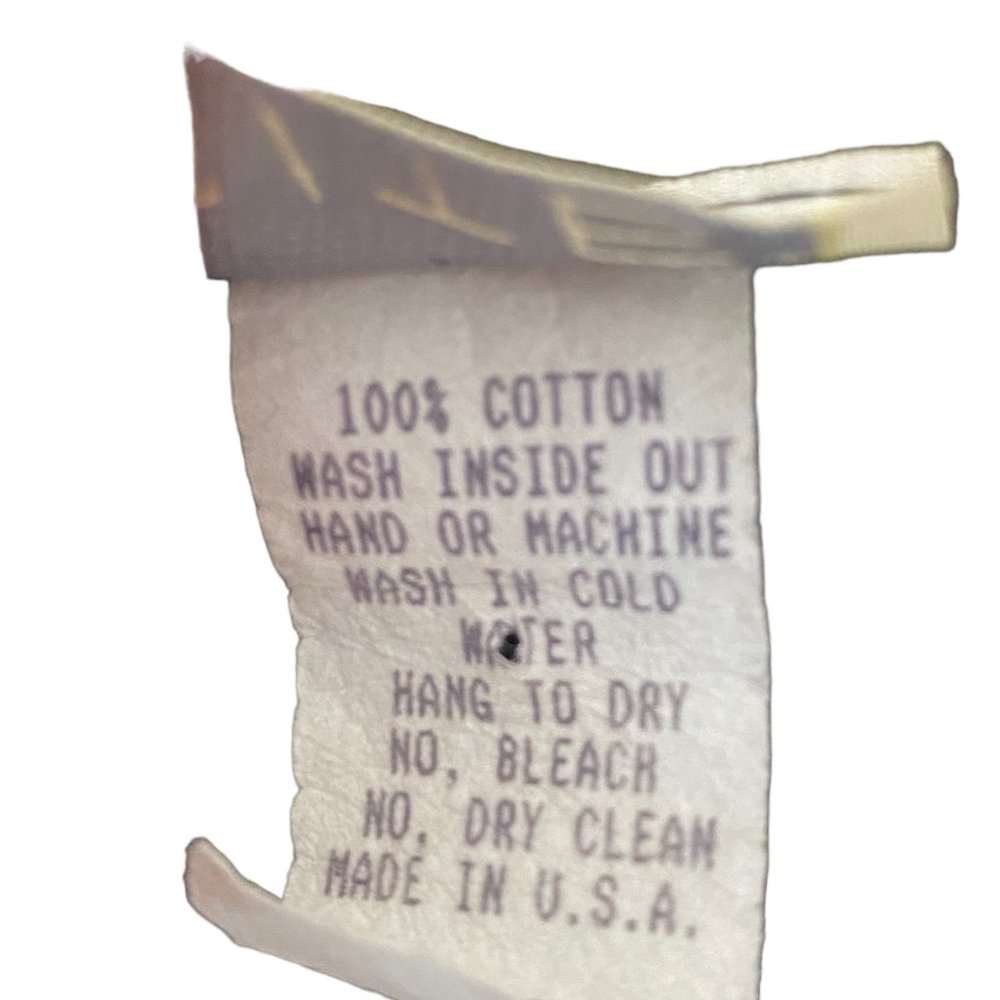 100% COTTON
WASH INSIDE OUT
HAND OR MACHINE
WASH IN COLD
WATER
HANG TO DRY
NO, BLEACH
NO, DRY CLEAN
MADE IN U.S.A.